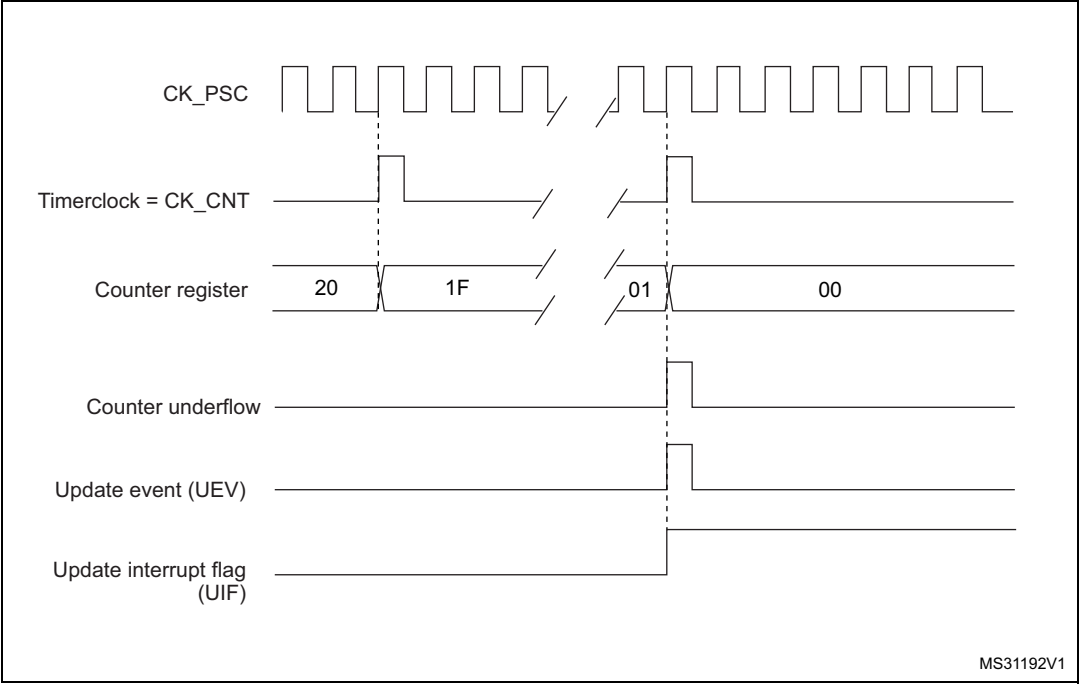 CK_PSC
Timerclock = CK_CNT
Counter register
20
1F
01
00
Counter underflow
Update event (UEV)
Update interrupt flag
(UIF)
MS31192V1